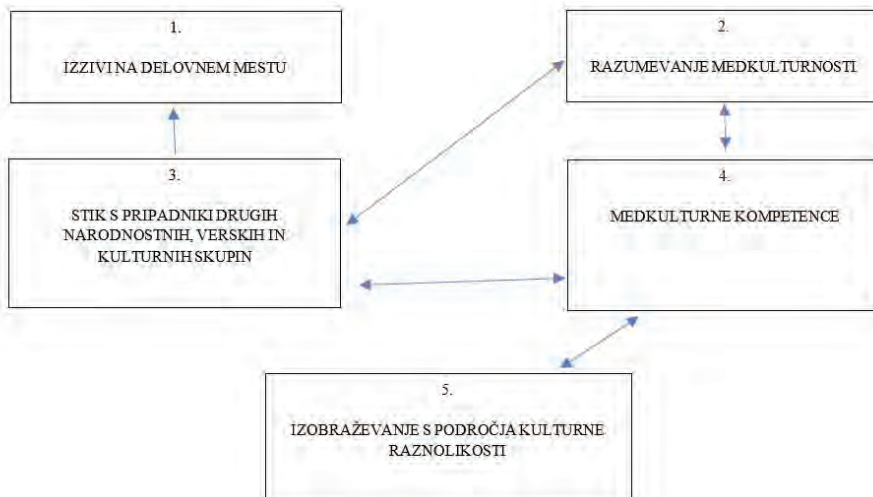 1.
IZZIVI NA DELOVNEM MESTU
2.
RAZUMEVANJE MEDKULTURNOSTI
3.
STIK S PRIPADNIKI DRUGIH
NARODNOSTNIH, VERSKIH IN
KULTURNIH SKUPIN
4.
MEDKULTURNE KOMPETENCE
5.
IZOBRAŽEVANJE S PODROČJA KULTURNE
RAZNOLIKOSTI